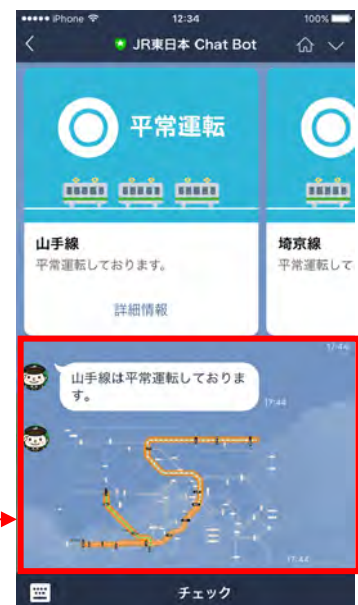 iPhone 12:34 100%
JR東日本 Chat Bot
平常運転
山手線
平常運転しております。
詳細情報
埼京線
平常運転して
17:44
山手線は平常運転しておりま
す。
17:44
17:44
チェック